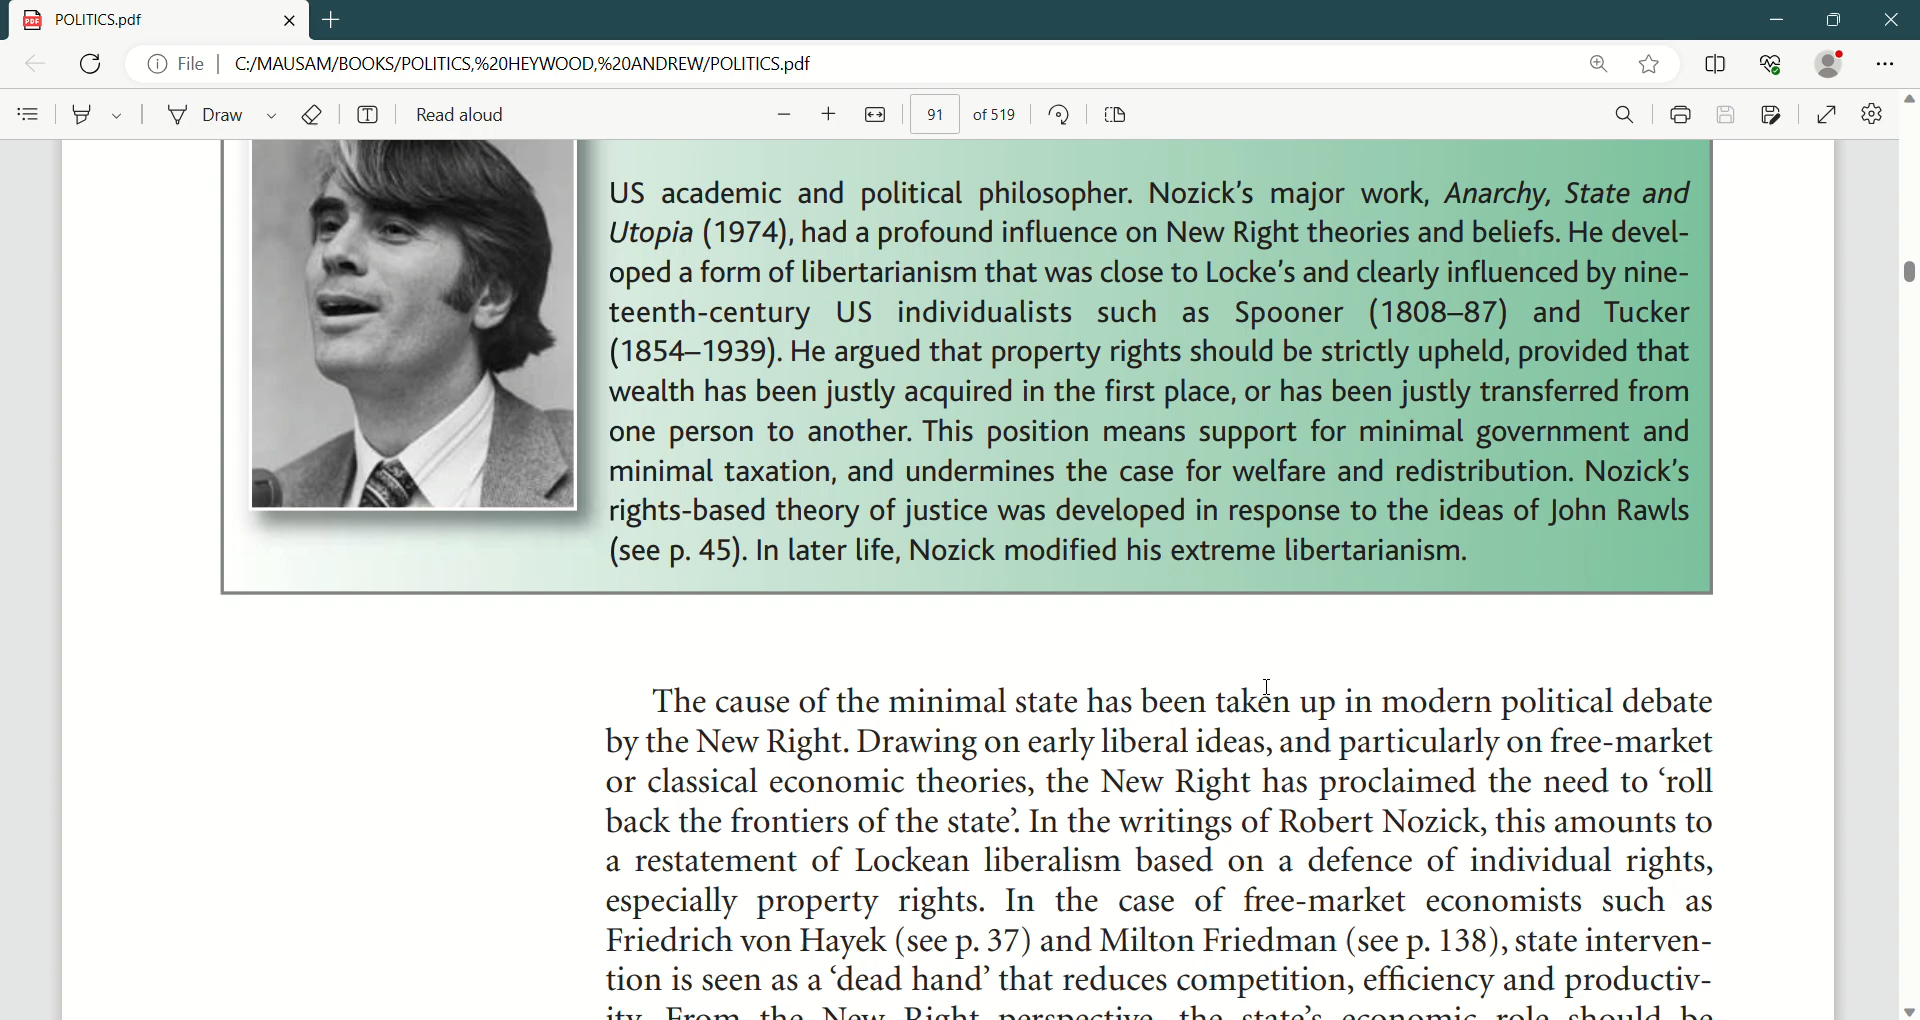 POLITICS.pdf
File
C:/MAUSAM/BOOKS/POLITICS,%20HEYWOOD,%20ANDREW/POLITICS.pdf
Draw
Read aloud
91
of 519
US academic and political philosopher. Nozick's major work, Anarchy, State and
Utopia (1974), had a profound influence on New Right theories and beliefs. He devel-
oped a form of libertarianism that was close to Locke's and clearly influenced by nine-
teenth-century US individualists such as Spooner (1808–87) and Tucker
(1854–1939). He argued that property rights should be strictly upheld, provided that
wealth has been justly acquired in the first place, or has been justly transferred from
one person to another. This position means support for minimal government and
minimal taxation, and undermines the case for welfare and redistribution. Nozick's
rights-based theory of justice was developed in response to the ideas of John Rawls
(see p. 45). In later life, Nozick modified his extreme libertarianism.
The cause of the minimal state has been taken up in modern political debate
by the New Right. Drawing on early liberal ideas, and particularly on free-market
or classical economic theories, the New Right has proclaimed the need to ‘roll
back the frontiers of the state’. In the writings of Robert Nozick, this amounts to
a restatement of Lockean liberalism based on a defence of individual rights,
especially property rights. In the case of free-market economists such as
Friedrich von Hayek (see p. 37) and Milton Friedman (see p. 138), state interven-
tion is seen as a ‘dead hand’ that reduces competition, efficiency and productiv-
ity. From the New Right perspective, the state’s economic role should be